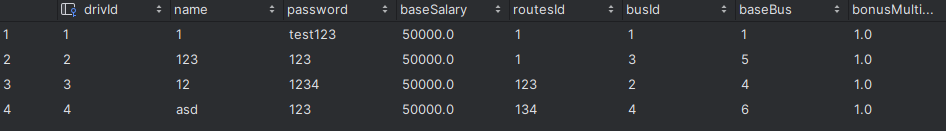 drivId name password baseSalary routesId busId baseBus bonusMulti...
1 1 1 test123 50000.0 1 1 1 1.0
2 2 123 123 50000.0 1 3 5 1.0
3 3 12 1234 50000.0 123 2 4 1.0
4 4 asd 123 50000.0 134 4 6 1.0